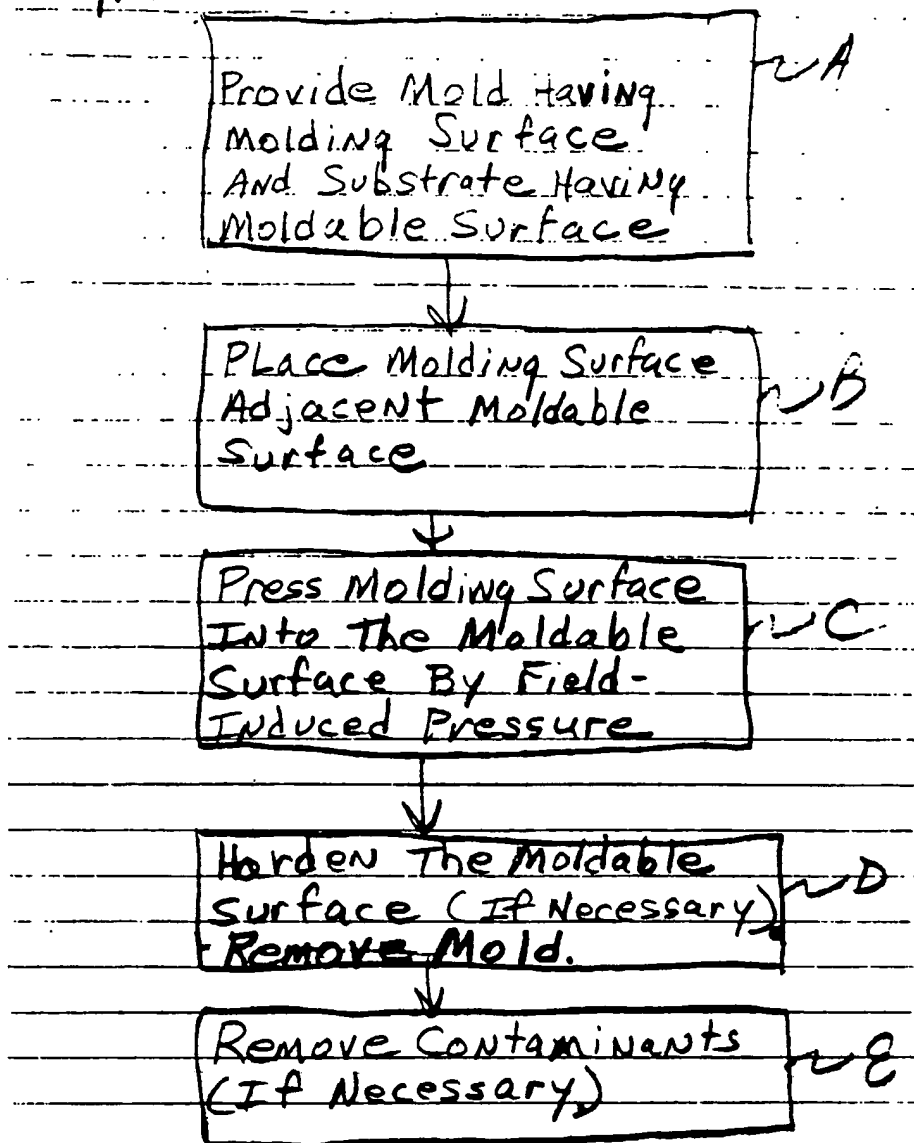 Provide Mold Having
Molding Surface
And Substrate Having
Moldable Surface
A
Place Molding Surface
Adjacent Moldable
Surface
B
Press Molding Surface
Into The Moldable
Surface By Field-
Induced Pressure
C
Harden The Moldable
Surface (If Necessary).
Remove Mold.
D
Remove Contaminants
(If Necessary)
E